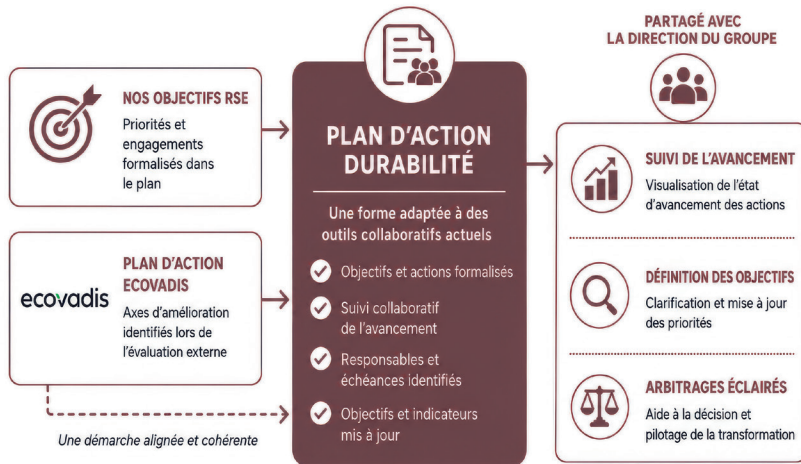 NOS OBJECTIFS RSE
Priorités et
engagements
formalisés dans
le plan
ecovadis
PLAN D'ACTION
ECOVADIS
Axes d'amélioration
identifiés lors de
l'évaluation externe
Une démarche alignée et cohérente
PLAN D'ACTION
DURABILITÉ
Une forme adaptée à des
outils collaboratifs actuels
Objectifs et actions formalisés
Suivi collaboratif
de l'avancement
Responsables et
échéances identifiés
Objectifs et indicateurs
mis à jour
PARTAGÉ AVEC
LA DIRECTION DU GROUPE
SUIVI DE L'AVANCEMENT
Visualisation de l'état
d'avancement des actions
DÉFINITION DES OBJECTIFS
Clarification et mise à jour
des priorités
ARBITRAGES ÉCLAIRÉS
Aide à la décision et
pilotage de la transformation